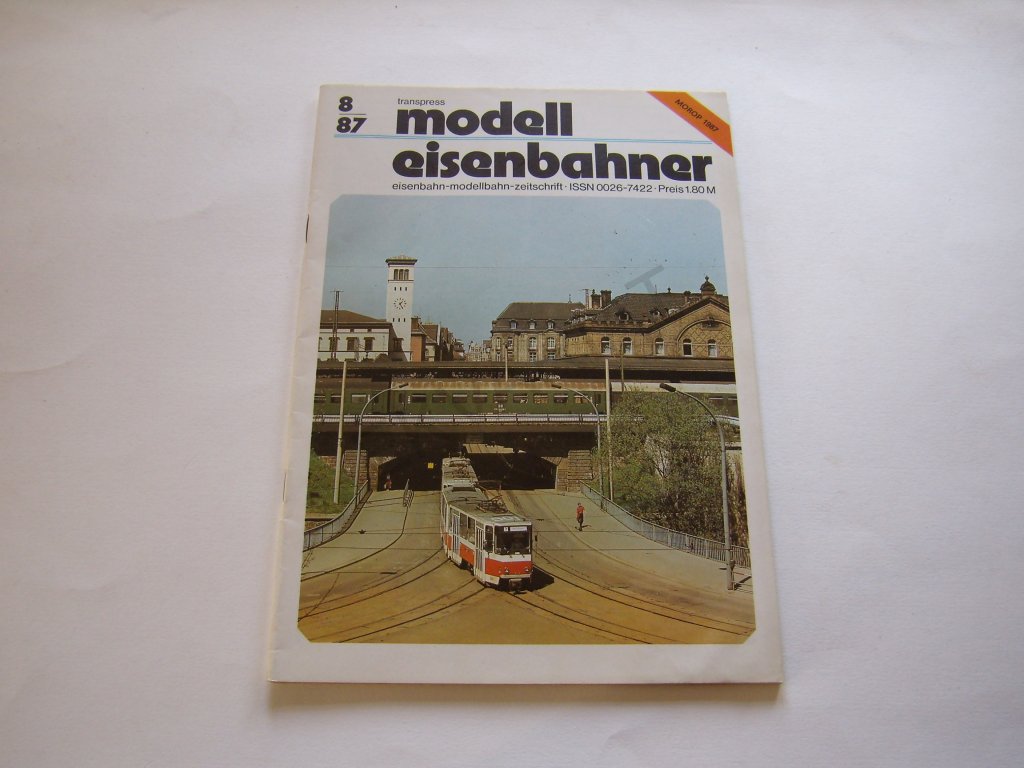 8
87
transpress
modell
eisenbahner
MOROP 1987
eisenbahn-modellbahn-zeitschrift · ISSN 0026-7422 · Preis 1.80 M